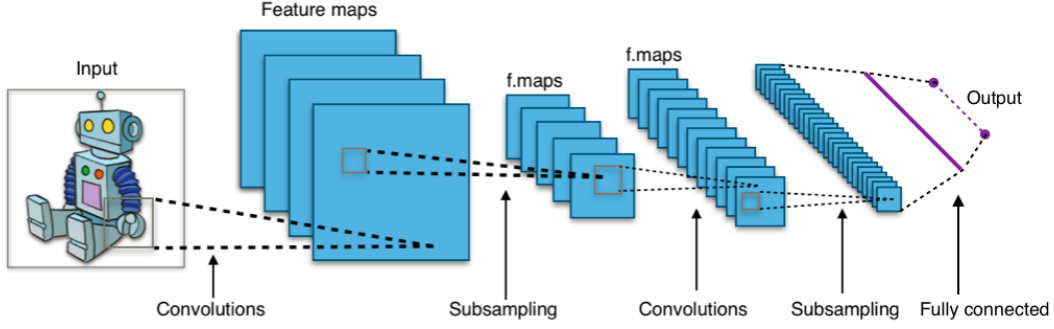 Feature maps
Input
f.maps
f.maps
Output
Convolutions
Subsampling
Convolutions
Subsampling
Fully connected